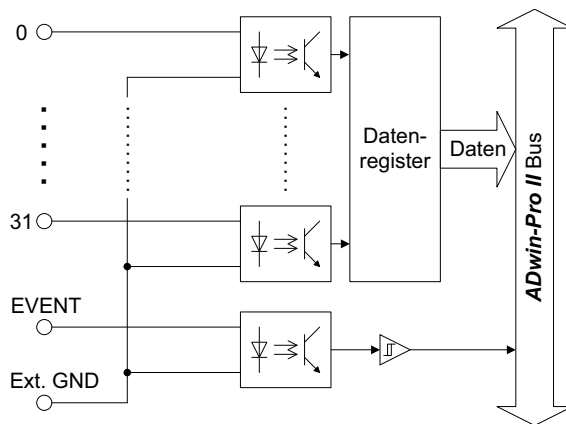 0
31
EVENT
Ext. GND
Daten-
register
Daten
ADwin-Pro II Bus